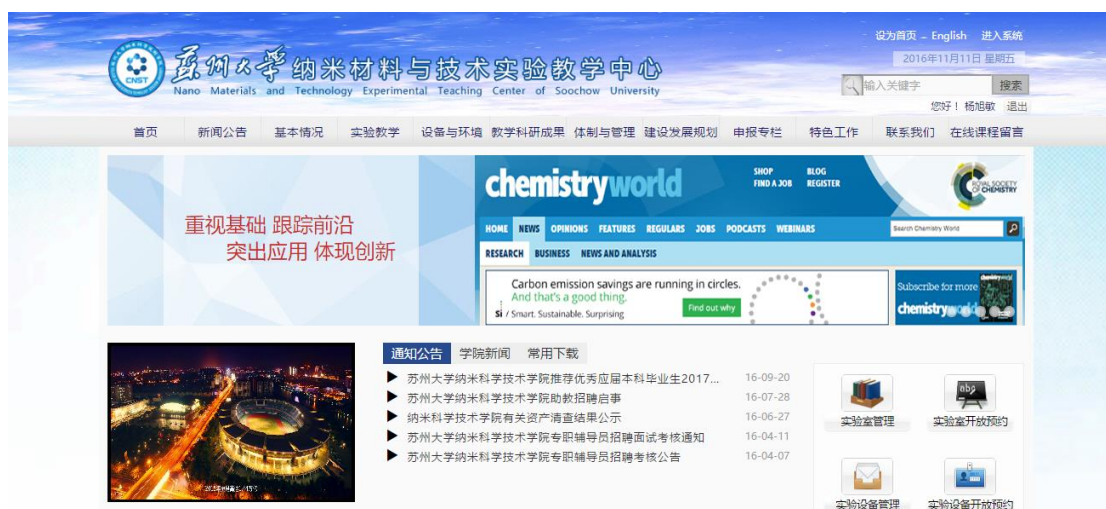 设为首页 - English 进入系统
CNST
苏州大学纳米材料与技术实验教学中心
Nano Materials and Technology Experimental Teaching Center of Soochow University
2016年11月11日 星期五
输入关键字 搜索
您好！ 杨旭敏 退出
首页 新闻公告 基本情况 实验教学 设备与环境 教学科研成果 体制与管理 建设发展规划 申报专栏 特色工作 联系我们 在线课程留言
重视基础 跟踪前沿
突出应用 体现创新
chemistryworld
SHOP BLOG
FIND A JOB REGISTER
ROYAL SOCIETY
OF CHEMISTRY
HOME NEWS OPINIONS FEATURES REGULARS JOBS PODCASTS WEBINARS
Search Chemistry World
RESEARCH BUSINESS NEWS AND ANALYSIS
Carbon emission savings are running in circles.
And that's a good thing.
Si / Smart. Sustainable. Surprising
Find out why
Subscribe for more
chemistryworld
通知公告 学院新闻 常用下载
苏州大学纳米科学技术学院推荐优秀应届本科毕业生2017... 16-09-20
苏州大学纳米科学技术学院助教招聘启事 16-07-28
纳米科学技术学院有关资产清查结果公示 16-06-27
苏州大学纳米科学技术学院专职辅导员招聘面试考核通知 16-04-11
苏州大学纳米科学技术学院专职辅导员招聘考核公告 16-04-07
abc
实验室管理 实验室开放预约
实验设备管理 实验设备开放预约